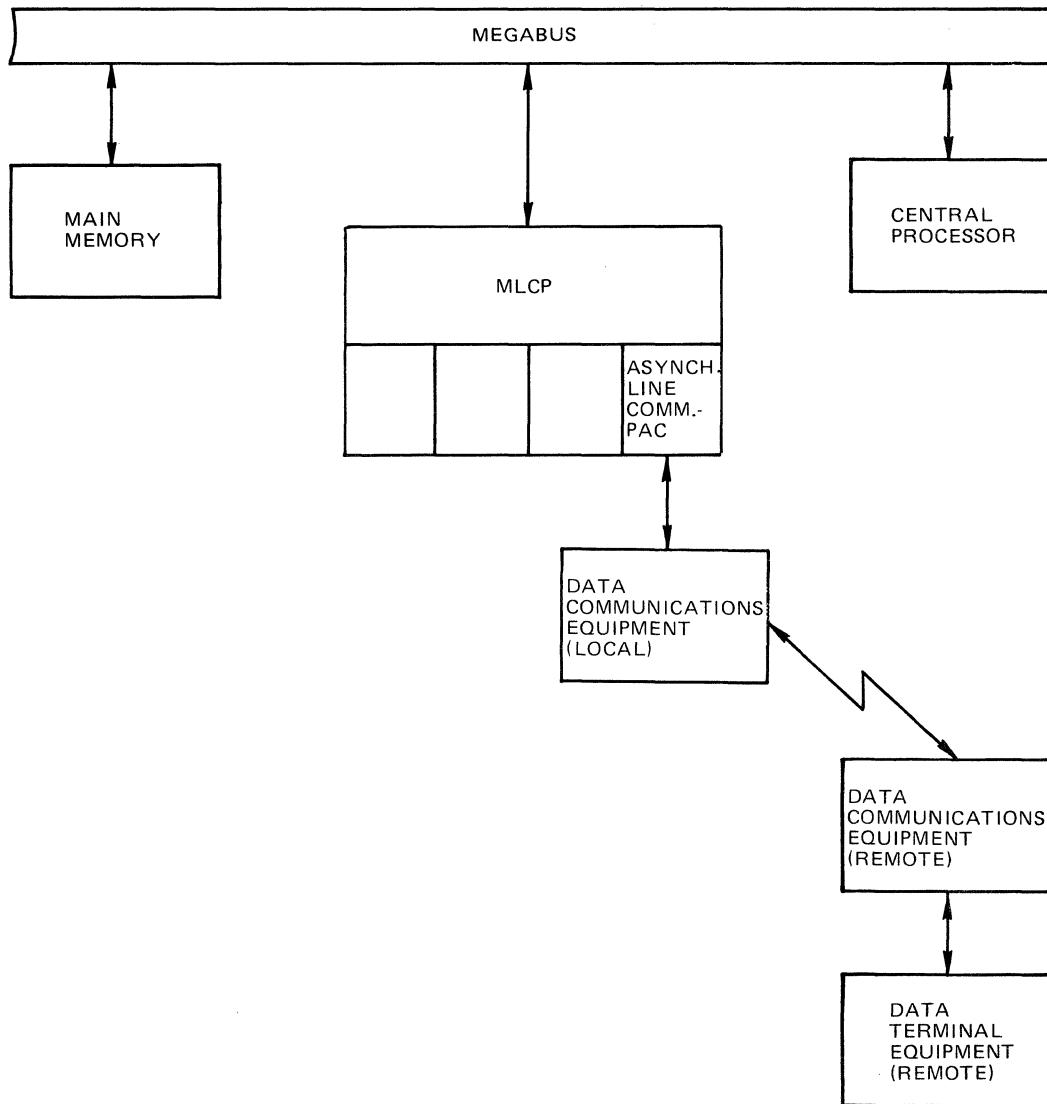 MEGABUS
MAIN
MEMORY
CENTRAL
PROCESSOR
MLCP
ASYNCH.
LINE
COMM.-
PAC
DATA
COMMUNICATIONS
EQUIPMENT
(LOCAL)
DATA
COMMUNICATIONS
EQUIPMENT
(REMOTE)
DATA
TERMINAL
EQUIPMENT
(REMOTE)